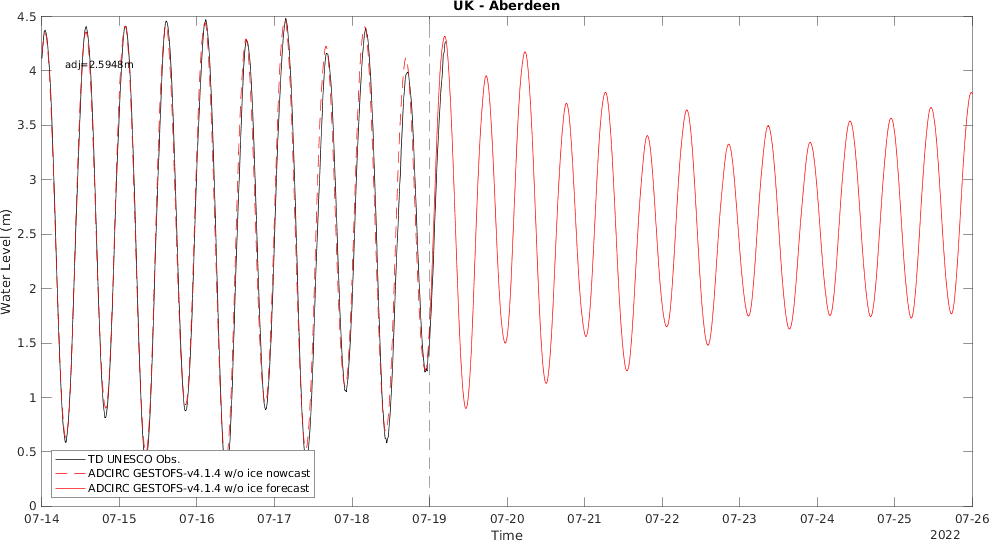 UK - Aberdeen
4.5
4
3.5
3
2.5
2
1.5
1
0.5
0
Water Level (m)
adj=2.5948m
TD UNESCO Obs.
ADCIRC GESTOFS-v4.1.4 w/o ice nowcast
ADCIRC GESTOFS-v4.1.4 w/o ice forecast
07-14 07-15 07-16 07-17 07-18 07-19 07-20 07-21 07-22 07-23 07-24 07-25 07-26
Time
2022